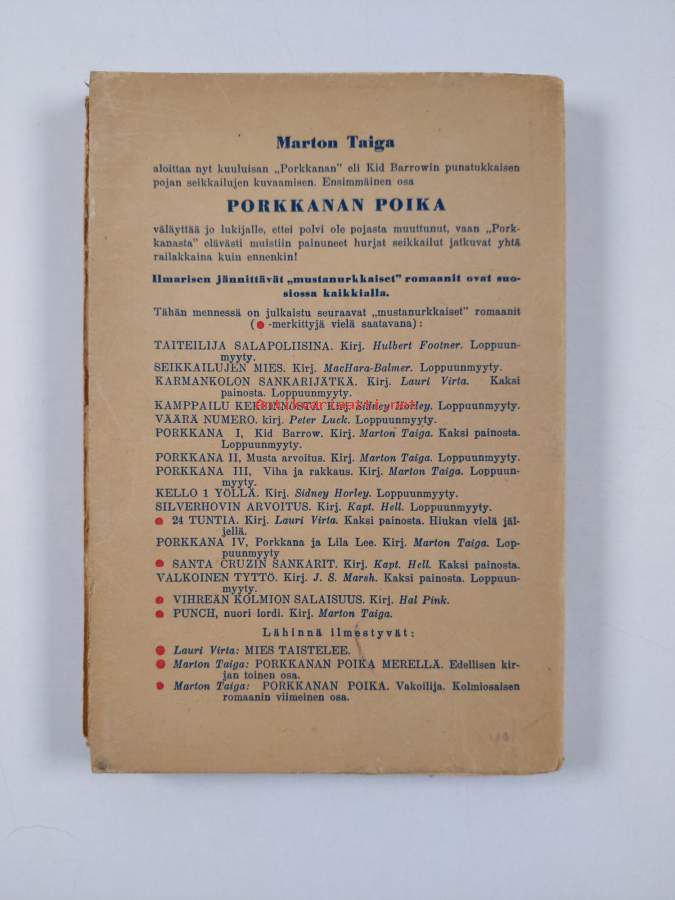 Marton Taiga
aloittaa nyt kuuluisan „Porkkanan" eli Kid Barrowin punatukkaisen
pojan seikkailujen kuvaamisen. Ensimmäinen osa
PORKKANAN POIKA
väläyttää jo lukijalle, ettei polvi ole pojasta muuttunut, vaan „Pork-
kanasta" elävästi muistiin painuneet hurjat seikkailut jatkuvat yhtä
railakkaina kuin ennenkin!
Ilmarisen jännittävät „mustanurkkaiset" romaanit ovat suo-
siossa kaikkialla.
Tähän mennessä on julkaistu seuraavat „mustanurkkaiset" romaanit
(●-merkittyjä vielä saatavana):
TAITEILIJA SALAPOLIISINA. Kirj. Hulbert Footner. Loppuun-
myyty.
SEIKKAILUJEN MIES. Kirj. MacHara-Balmer. Loppuunmyyty.
KARMANKOLON SANKARIJÄTKÄ. Kirj. Lauri Virta. Kaksi
painosta. Loppuunmyyty.
KAMPPAILU Kirj. Sidney Horley. Loppuunmyyty.
antikvariaatti.net
VÄÄRÄ NUMERO. kirj. Peter Luck. Loppuunmyyty.
PORKKANA I, Kid Barrow. Kirj. Marton Taiga. Kaksi painosta.
Loppuunmyyty.
PORKKANA II, Musta arvoitus. Kirj. Marton Taiga. Loppuunmyyty.
PORKKANA III, Viha ja rakkaus. Kirj. Marton Taiga. Loppuun-
myyty.
KELLO 1 YÖLLÄ. Kirj. Sidney Horley. Loppuunmyyty.
SILVERHOVIN ARVOITUS. Kirj. Kapt. Hell. Loppuunmyyty.
● 24 TUNTIA. Kirj. Lauri Virta. Kaksi painosta. Hiukan vielä jäl-
jellä.
PORKKANA IV, Porkkana ja Lila Lee. Kirj. Marton Taiga. Lop-
puunmyyty
● SANTA CRUZIN SANKARIT. Kirj. Kapt. Hell. Kaksi painosta.
VALKOINEN TYTTÖ. Kirj. J. S. Marsh. Kaksi painosta. Loppuun-
myyty.
● VIHREÄN KOLMION SALAISUUS. Kirj. Hal Pink.
● PUNCH, nuori lordi. Kirj. Marton Taiga.
Lähinnä ilmestyvät:
● Lauri Virta: MIES TAISTELEE.
● Marton Taiga: PORKKANAN POIKA MERELLÄ. Edellisen kir-
jan toinen osa.
● Marton Taiga: PORKKANAN POIKA. Vakoilija. Kolmiosaisen
romaanin viimeinen osa.